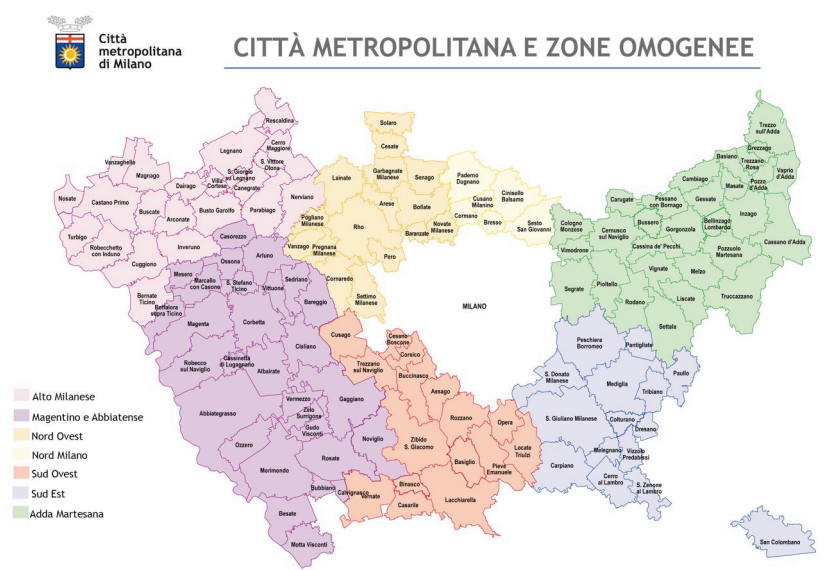 Città
metropolitana
di Milano
CITTÀ METROPOLITANA E ZONE OMOGENEE
Rescaldina
Legnano
Cerro
Maggiore
S. Vittore
Olona
S. Giorgio
su Legnano
Villa
Cortese
Canegrate
Vanzaghello
Magnago
Dairago
Nosate
Castano Primo
Buscate
Arconate
Busto Garolfo
Parabiago
Nerviano
Turbigo
Robecchetto
con Induno
Inveruno
Cuggiono
Bernate
Ticino
Casorezzo
Ossona
Arluno
Mesero
Marcallo
con Casone
S. Stefano
Ticino
Vittuone
Sedriano
Bareggio
Boffalora
sopra Ticino
Magenta
Corbetta
Cisliano
Robecco
sul Naviglio
Cassinetta
di Lugagnano
Albairate
Abbiategrasso
Vermezzo
Zelo
Surrigone
Gudo
Visconti
Gaggiano
Noviglio
Ozzero
Rosate
Morimondo
Bubbiano
Calvignasco
Besate
Motta Visconti
Solaro
Cesate
Lainate
Garbagnate
Milanese
Senago
Arese
Bollate
Pogliano
Milanese
Rho
Baranzate
Novate
Milanese
Vanzago
Pregnana
Milanese
Pero
Cornaredo
Settimo
Milanese
Paderno
Dugnano
Cusano
Milanino
Cinisello
Balsamo
Cormano
Bresso
Sesto
San Giovanni
MILANO
Cusago
Cesano
Boscone
Corsico
Trezzano
sul Naviglio
Buccinasco
Assago
Rozzano
Opera
Zibido
S. Giacomo
Basiglio
Pieve
Emanuele
Locate
Triulzi
Binasco
Vernate
Casarile
Lacchiarella
Peschiera
Borromeo
Pantigliate
S. Donato
Milanese
Mediglia
Paullo
Tribiano
S. Giuliano Milanese
Colturano
Dresano
Melegnano
Vizzolo
Predabissi
Carpiano
Cerro
al Lambro
S. Zenone
al Lambro
San Colombano
Trezzo
sull'Adda
Grezzago
Basiano
Trezzano
Rosa
Vaprio
d'Adda
Cambiago
Masate
Pozzo
d'Adda
Carugate
Pessano
con Bornago
Gessate
Inzago
Cologno
Monzese
Cernusco
sul Naviglio
Bussero
Gorgonzola
Bellinzago
Lombardo
Cassano d'Adda
Vimodrone
Cassina de' Pecchi
Pozzuolo
Martesana
Vignate
Melzo
Segrate
Pioltello
Rodano
Liscate
Truccazzano
Settala
Alto Milanese
Magentino e Abbiatense
Nord Ovest
Nord Milano
Sud Ovest
Sud Est
Adda Martesana